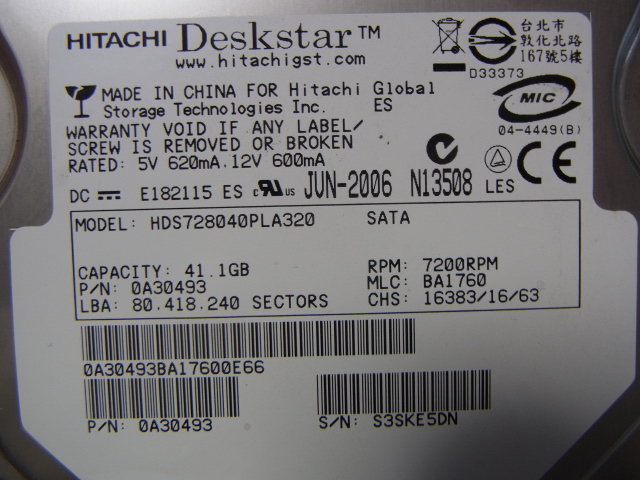 HITACHI Deskstar™
www.hitachigst.com
台北市
敦化北路
167號5樓
D33373
MADE IN CHINA FOR Hitachi Global
Storage Technologies Inc. ES
WARRANTY VOID IF ANY LABEL/
SCREW IS REMOVED OR BROKEN
RATED: 5V 620mA.12V 600mA
MIC
04-4449(B)
DC E182115 ES c RU us JUN-2006 N13508 LES CE
MODEL: HDS728040PLA320 SATA
CAPACITY: 41.1GB RPM: 7200RPM
P/N: 0A30493 MLC: BA1760
LBA: 80.418.240 SECTORS CHS: 16383/16/63
0A30493BA17600E66
P/N: 0A30493 S/N: S3SKE5DN